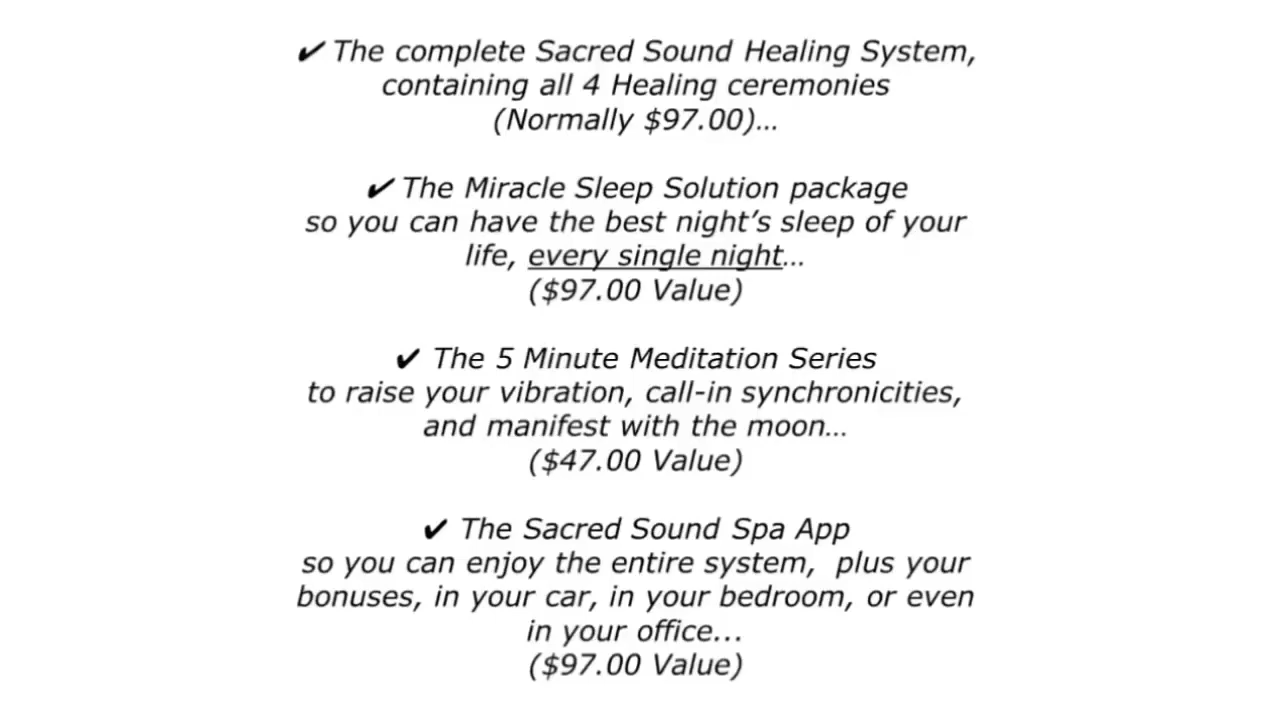 ✔ The complete Sacred Sound Healing System,
containing all 4 Healing ceremonies
(Normally $97.00)…
✔ The Miracle Sleep Solution package
so you can have the best night’s sleep of your
life, every single night…
($97.00 Value)
✔ The 5 Minute Meditation Series
to raise your vibration, call-in synchronicities,
and manifest with the moon…
($47.00 Value)
✔ The Sacred Sound Spa App
so you can enjoy the entire system,  plus your
bonuses, in your car, in your bedroom, or even
in your office...
($97.00 Value)